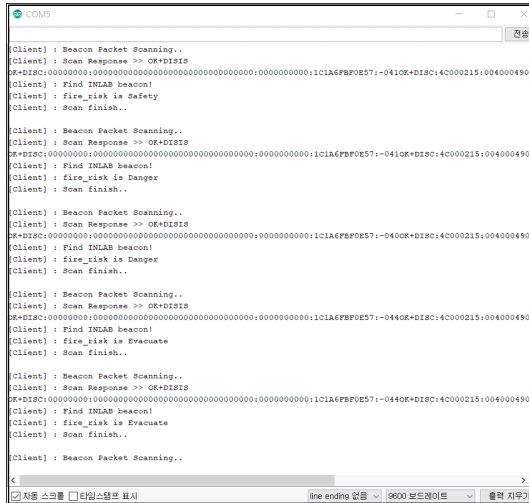 COM5
전송
[Client] : Beacon Packet Scanning..
[Client] : Scan Response >> OK+DISIS
OK+DISC:00000000:00000000000000000000000000000000:0000000000:1C1A6FBF0E57:-041OK+DISC:4C000215:004000490
[Client] : Find INLAB beacon!
[Client] : fire_risk is Safety
[Client] : Scan finish..
[Client] : Beacon Packet Scanning..
[Client] : Scan Response >> OK+DISIS
OK+DISC:00000000:00000000000000000000000000000000:0000000000:1C1A6FBF0E57:-041OK+DISC:4C000215:004000490
[Client] : Find INLAB beacon!
[Client] : fire_risk is Danger
[Client] : Scan finish..
[Client] : Beacon Packet Scanning..
[Client] : Scan Response >> OK+DISIS
OK+DISC:00000000:00000000000000000000000000000000:0000000000:1C1A6FBF0E57:-040OK+DISC:4C000215:004000490
[Client] : Find INLAB beacon!
[Client] : fire_risk is Danger
[Client] : Scan finish..
[Client] : Beacon Packet Scanning..
[Client] : Scan Response >> OK+DISIS
OK+DISC:00000000:00000000000000000000000000000000:0000000000:1C1A6FBF0E57:-044OK+DISC:4C000215:004000490
[Client] : Find INLAB beacon!
[Client] : fire_risk is Evacuate
[Client] : Scan finish..
[Client] : Beacon Packet Scanning..
[Client] : Scan Response >> OK+DISIS
OK+DISC:00000000:00000000000000000000000000000000:0000000000:1C1A6FBF0E57:-044OK+DISC:4C000215:004000490
[Client] : Find INLAB beacon!
[Client] : fire_risk is Evacuate
[Client] : Scan finish..
[Client] : Beacon Packet Scanning..
자동 스크롤 타임스탬프 표시 line ending 없음 9600 보드레이트 출력 지우기